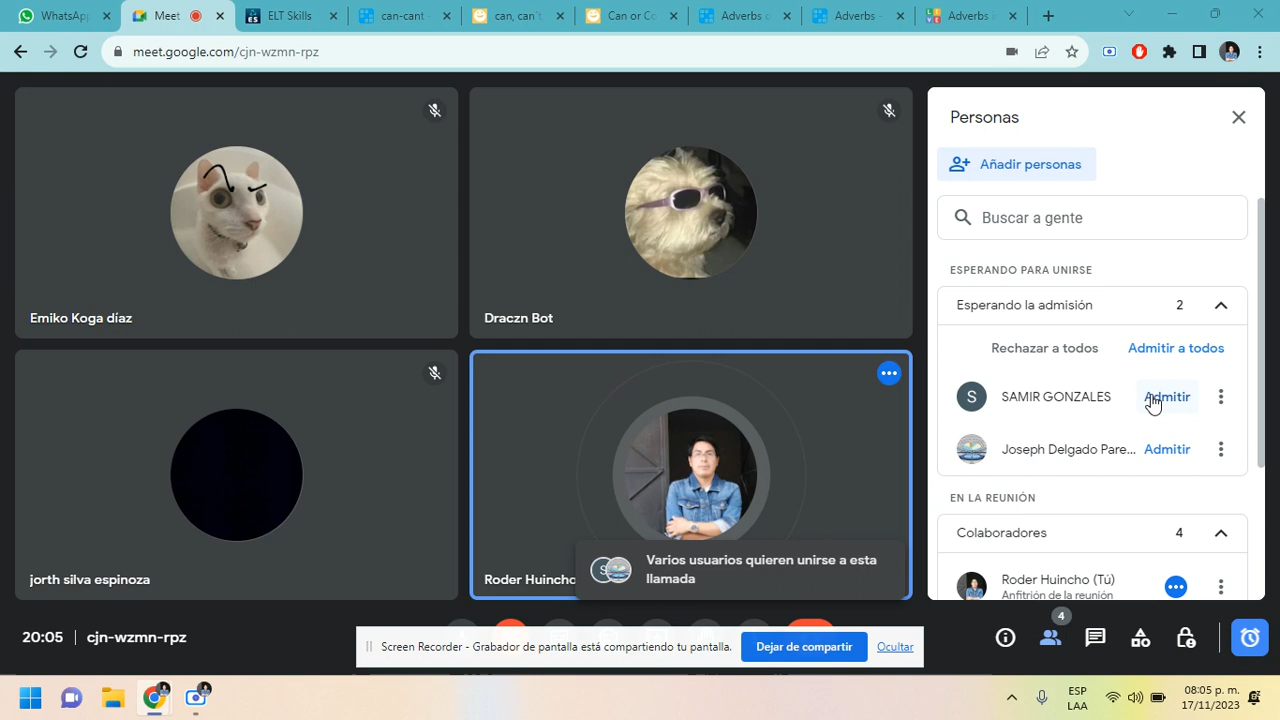 WhatsApp
Meet
ELT Skills
can-cant -
can, can´t
Can or Co
Adverbs o
Adverbs -
Adverbs i
meet.google.com/cjn-wzmn-rpz
Emiko Koga díaz
Draczn Bot
jorth silva espinoza
Roder Huincho
Varios usuarios quieren unirse a esta
llamada
S
Personas
Añadir personas
Buscar a gente
ESPERANDO PARA UNIRSE
Esperando la admisión 2
Rechazar a todos Admitir a todos
S SAMIR GONZALES Admitir
Joseph Delgado Pare... Admitir
EN LA REUNIÓN
Colaboradores 4
Roder Huincho (Tú)
Anfitrión de la reunión
20:05 | cjn-wzmn-rpz
4
Screen Recorder - Grabador de pantalla está compartiendo tu pantalla.
Dejar de compartir
Ocultar
ESP
LAA
08:05 p. m.
17/11/2023